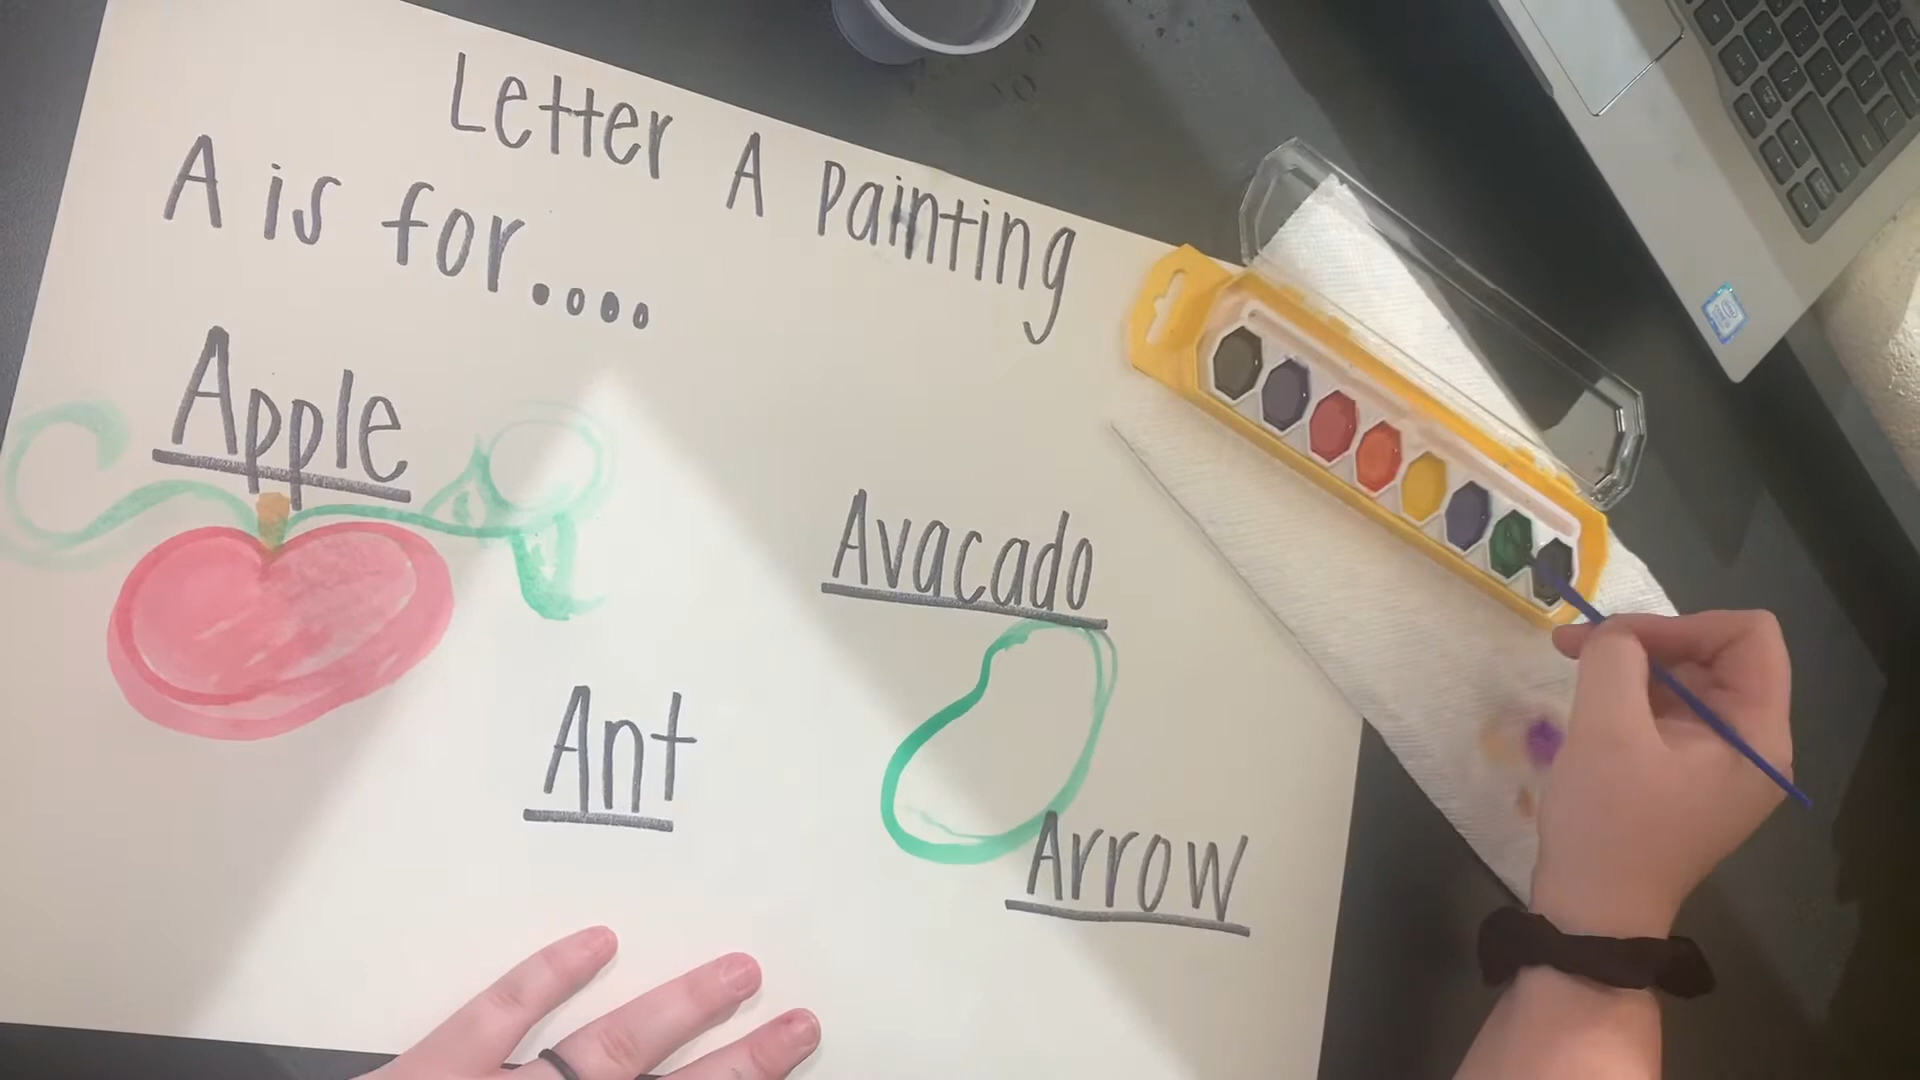 Letter A Painting
A is for....
Apple
Avacado
Ant
Arrow